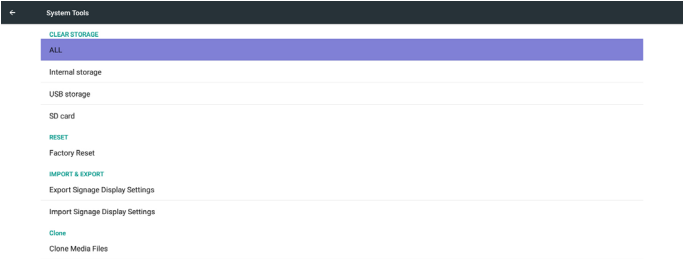 System Tools
CLEAR STORAGE
ALL
Internal storage
USB storage
SD card
RESET
Factory Reset
IMPORT & EXPORT
Export Signage Display Settings
Import Signage Display Settings
Clone
Clone Media Files